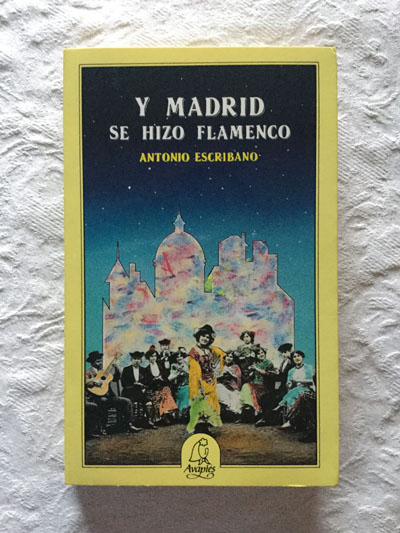 Y MADRID
SE HIZO FLAMENCO
ANTONIO ESCRIBANO
Avapiés